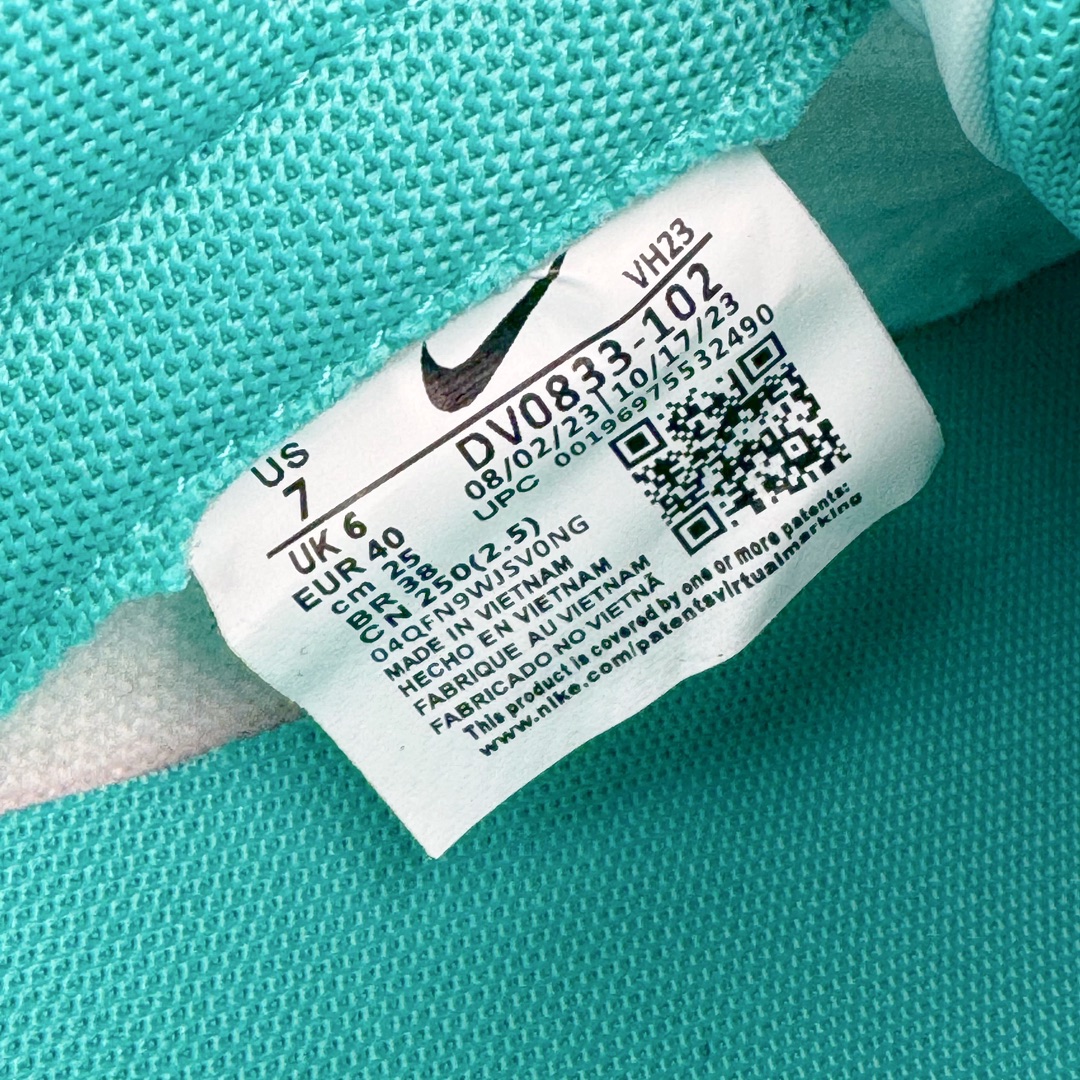 VH23
US
7
DV0833-102
08/02/23|10/17/23
UPC 00196975532490
UK 6
EUR 40
cm 25
BR 38
CN 250(2.5)
04QFN9WJSV0NG
MADE IN VIETNAM
HECHO EN VIETNAM
FABRIQUE AU VIETNAM
FABRICADO NO VIETNÃ
This product is covered by one or more patents:
www.nike.com/patentsvirtualmarking